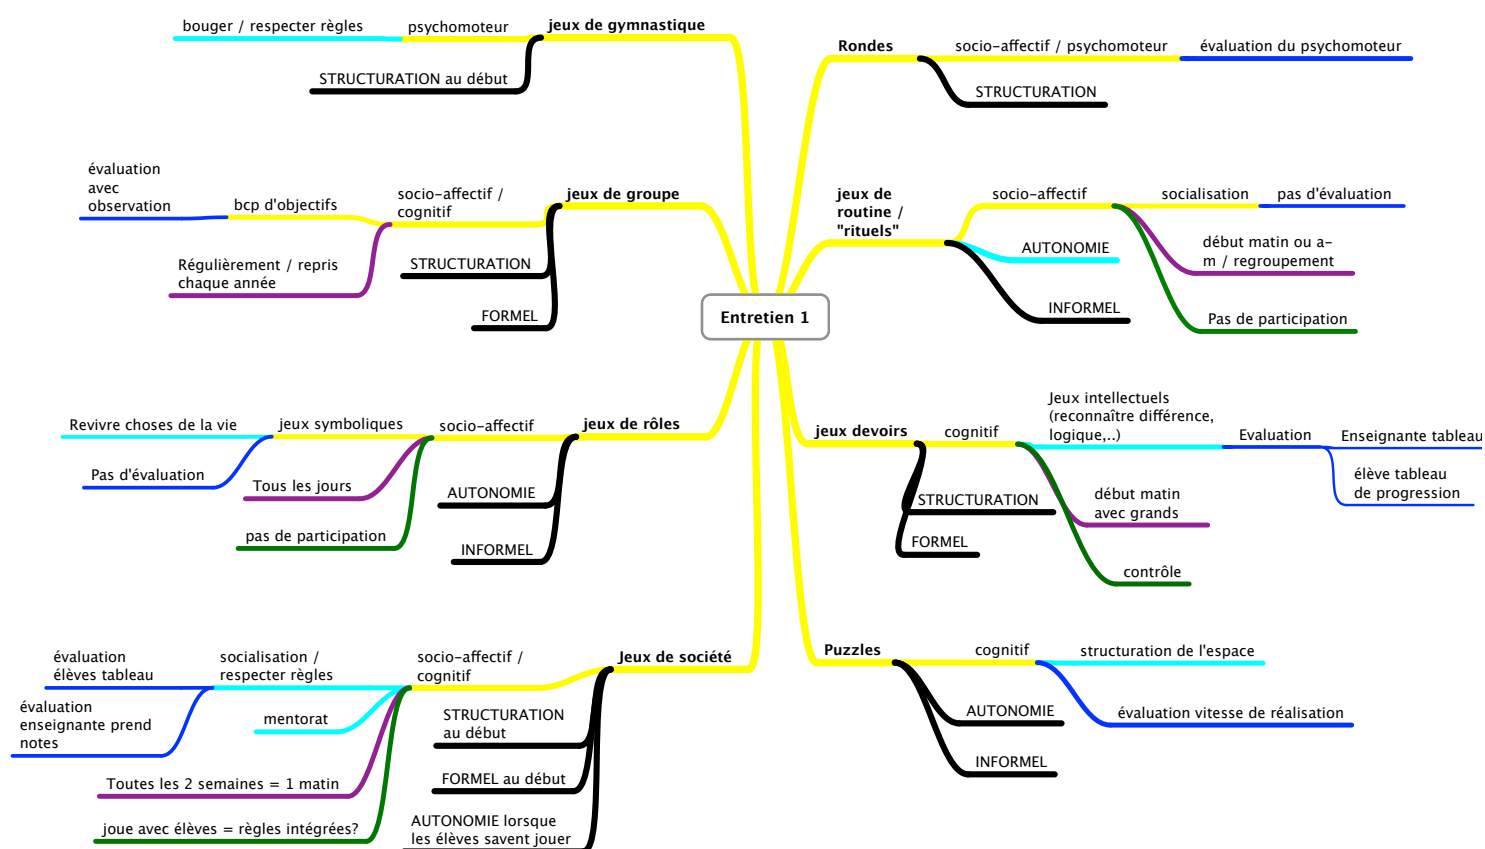 bouger / respecter règles
psychomoteur
jeux de gymnastique
STRUCTURATION au début
évaluation
avec
observation
bcp d'objectifs
socio-affectif /
cognitif
jeux de groupe
Régulièrement / repris
chaque année
STRUCTURATION
FORMEL
Revivre choses de la vie
jeux symboliques
socio-affectif
jeux de rôles
Pas d'évaluation
Tous les jours
pas de participation
AUTONOMIE
INFORMEL
évaluation
élèves tableau
évaluation
enseignante prend
notes
socialisation /
respecter règles
mentorat
socio-affectif /
cognitif
Jeux de société
Toutes les 2 semaines = 1 matin
joue avec élèves = règles intégrées?
STRUCTURATION
au début
FORMEL au début
AUTONOMIE lorsque
les élèves savent jouer
Entretien 1
Rondes
socio-affectif / psychomoteur
évaluation du psychomoteur
STRUCTURATION
jeux de
routine /
"rituels"
socio-affectif
socialisation
pas d'évaluation
AUTONOMIE
début matin ou a-
m / regroupement
INFORMEL
Pas de participation
jeux devoirs
cognitif
Jeux intellectuels
(reconnaître différence,
logique,..)
Evaluation
Enseignante tableau
élève tableau
de progression
STRUCTURATION
FORMEL
début matin
avec grands
contrôle
Puzzles
cognitif
structuration de l'espace
AUTONOMIE
évaluation vitesse de réalisation
INFORMEL